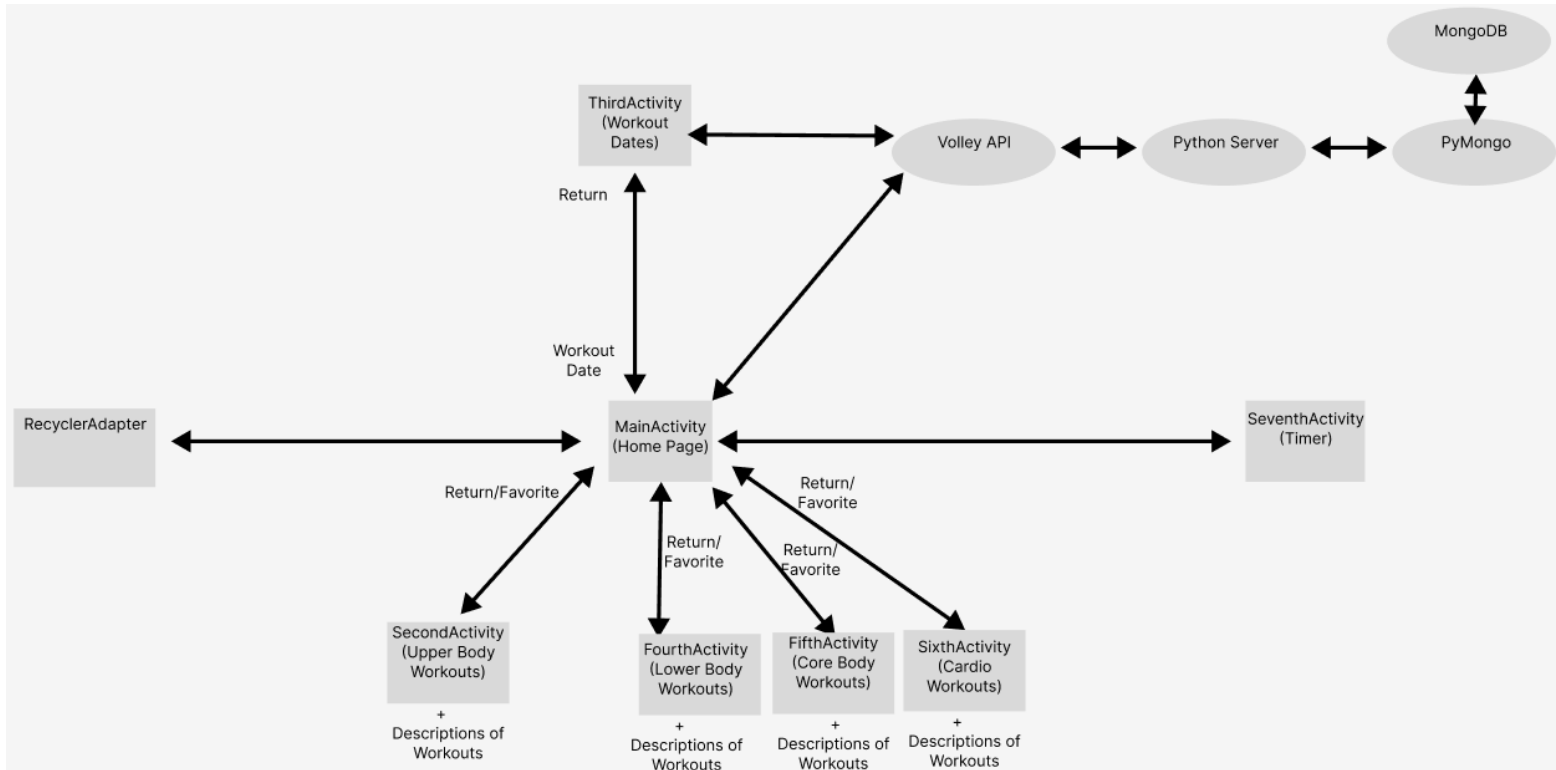 MongoDB
ThirdActivity
(Workout
Dates)
Volley API
Python Server
PyMongo
Return
Workout
Date
RecyclerAdapter
MainActivity
(Home Page)
SeventhActivity
(Timer)
Return/Favorite
Return/
Favorite
Return/
Favorite
Return/
Favorite
SecondActivity
(Upper Body
Workouts)
+
Descriptions of
Workouts
FourthActivity
(Lower Body
Workouts)
+
Descriptions of
Workouts
FifthActivity
(Core Body
Workouts)
+
Descriptions of
Workouts
SixthActivity
(Cardio
Workouts)
+
Descriptions of
Workouts